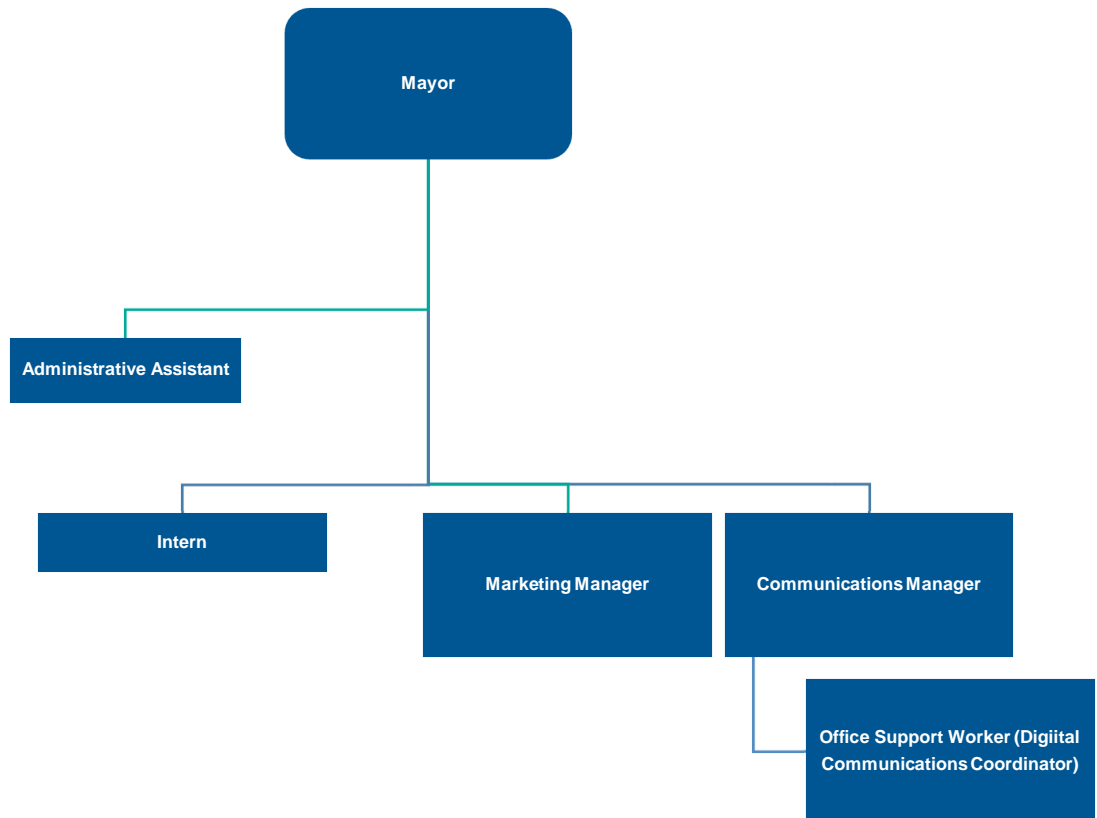 Mayor
Administrative Assistant
Intern
Marketing Manager
Communications Manager
Office Support Worker (Digiital
Communications Coordinator)